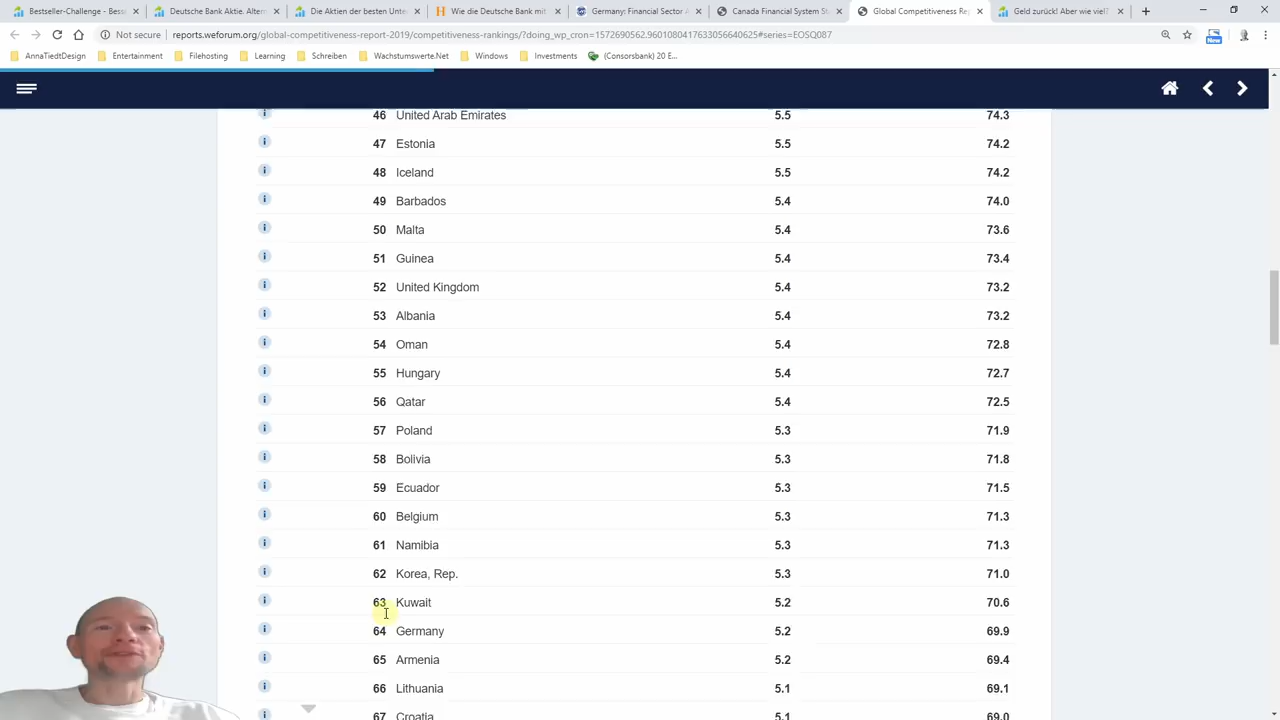 Bestseller-Challenge - Bess
Deutsche Bank Aktie. Altern
Die Aktien der besten Unter
Wie die Deutsche Bank mit
Germany: Financial Sector A
Canada Financial System St
Global Competitiveness Rep
Geld zurück! Aber wie viel?
Not secure
reports.weforum.org/global-competitiveness-report-2019/competitiveness-rankings/?doing_wp_cron=1572690562.9601080417633056640625#series=EOSQ087
New
AnnaTiedtDesign
Entertainment
Filehosting
Learning
Schreiben
Wachstumswerte.Net
Windows
Investments
(Consorsbank) 20 E...
46 United Arab Emirates 5.5 74.3
47 Estonia 5.5 74.2
48 Iceland 5.5 74.2
49 Barbados 5.4 74.0
50 Malta 5.4 73.6
51 Guinea 5.4 73.4
52 United Kingdom 5.4 73.2
53 Albania 5.4 73.2
54 Oman 5.4 72.8
55 Hungary 5.4 72.7
56 Qatar 5.4 72.5
57 Poland 5.3 71.9
58 Bolivia 5.3 71.8
59 Ecuador 5.3 71.5
60 Belgium 5.3 71.3
61 Namibia 5.3 71.3
62 Korea, Rep. 5.3 71.0
63 Kuwait 5.2 70.6
64 Germany 5.2 69.9
65 Armenia 5.2 69.4
66 Lithuania 5.1 69.1
67 Croatia 5.1 69.0